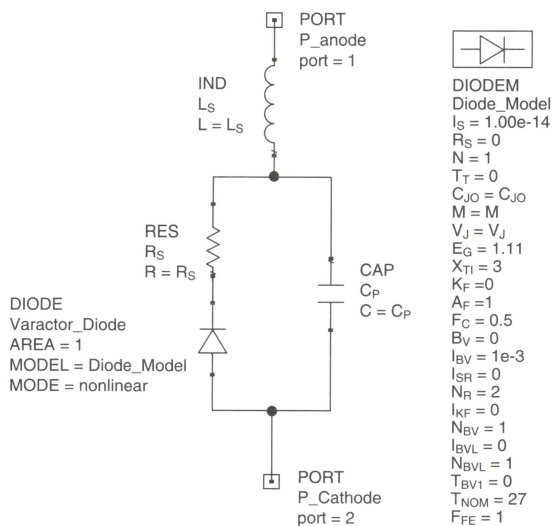 PORT
P_anode
port = 1
IND
LS
L = LS
RES
RS
R = RS
CAP
CP
C = CP
DIODE
Varactor_Diode
AREA = 1
MODEL = Diode_Model
MODE = nonlinear
PORT
P_Cathode
port = 2
DIODEM
Diode_Model
IS = 1.00e-14
RS = 0
N = 1
TT = 0
CJO = CJO
M = M
VJ = VJ
EG = 1.11
XTI = 3
KF =0
AF =1
FC = 0.5
BV = 0
IBV = 1e-3
ISR = 0
NR = 2
IKF = 0
NBV = 1
IBVL = 0
NBVL = 1
TBV1 = 0
TNOM = 27
FFE = 1